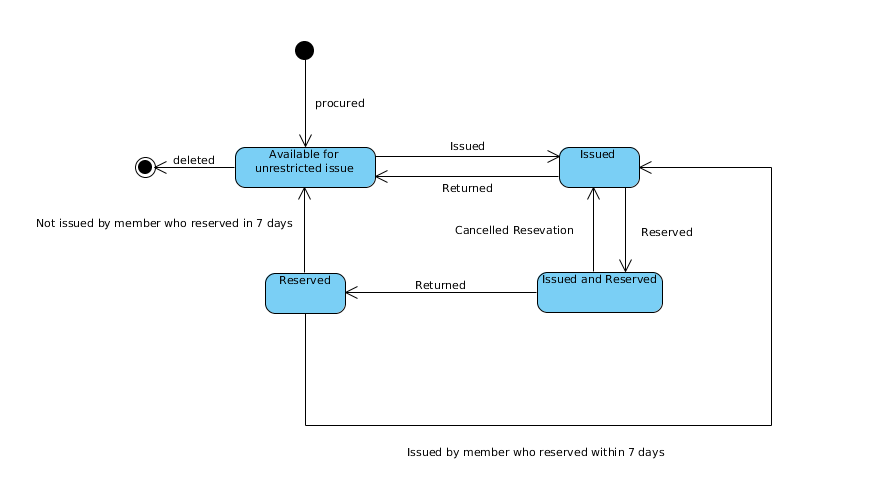 procured
Available for
unrestricted issue
deleted
Issued
Returned
Issued
Not issued by member who reserved in 7 days
Cancelled Resevation
Reserved
Reserved
Returned
Issued and Reserved
Issued by member who reserved within 7 days